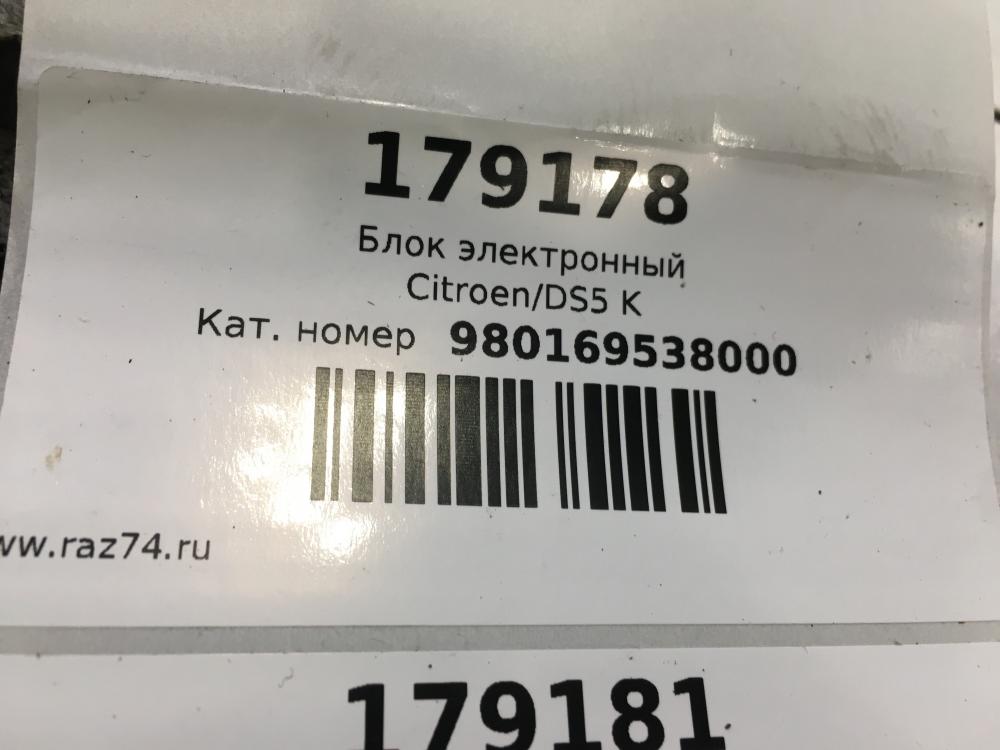 179178
Блок электронный
Citroen/DS5 K
Кат. номер 980169538000
ww.raz74.ru
179181